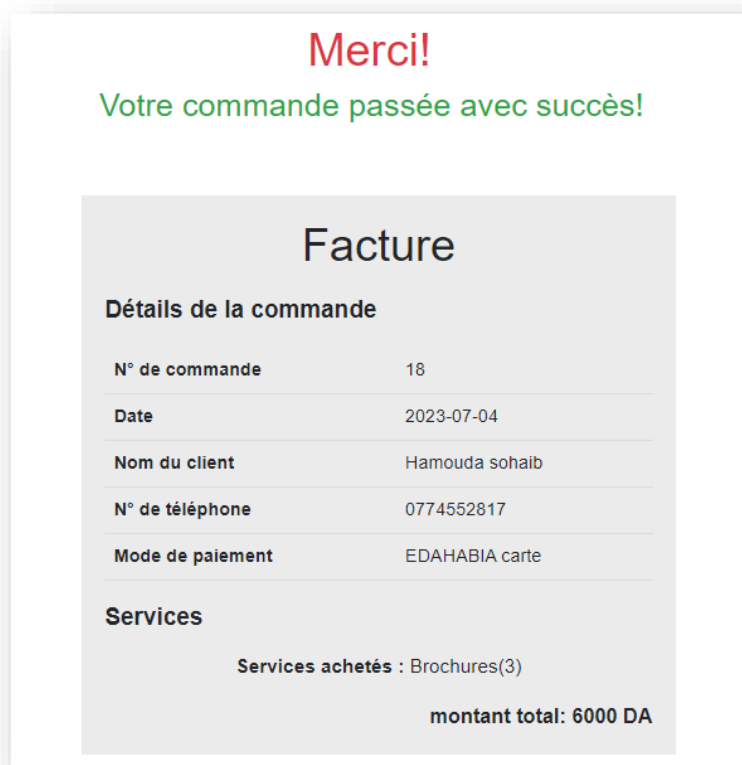 Merci!
Votre commande passée avec succès!
Facture
Détails de la commande
N° de commande 18
Date 2023-07-04
Nom du client Hamouda sohaib
N° de téléphone 0774552817
Mode de paiement EDAHABIA carte
Services
Services achetés : Brochures(3)
montant total: 6000 DA